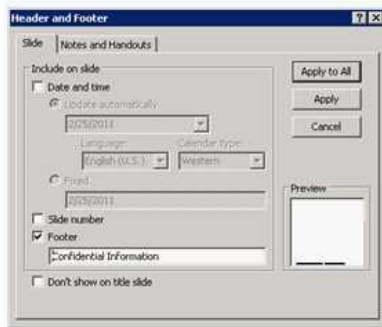 Header and Footer
Slide
Notes and Handouts
Include on slide
Date and time
Update automatically
2/25/2011
Language:
Calendar type:
English (U.S.)
Western
Fixed
2/25/2011
Slide number
Footer
Confidential Information
Don't show on title slide
Apply to All
Apply
Cancel
Preview